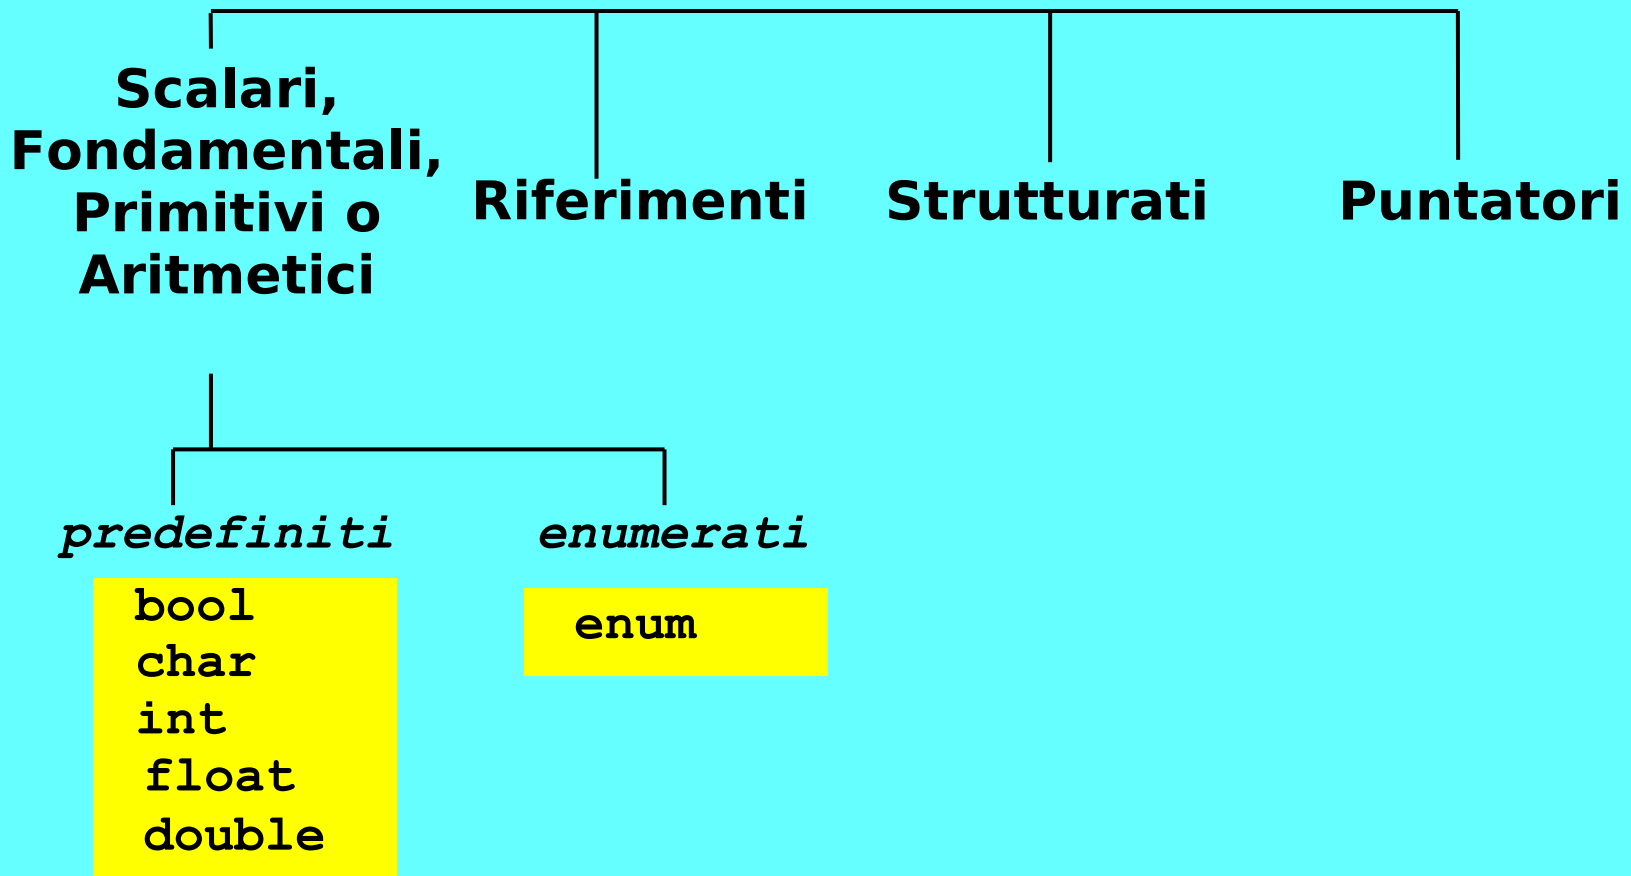 Scalari,
Fondamentali,
Primitivi o
Aritmetici
Riferimenti
Strutturati
Puntatori
predefiniti
bool
char
int
float
double
enumerati
enum